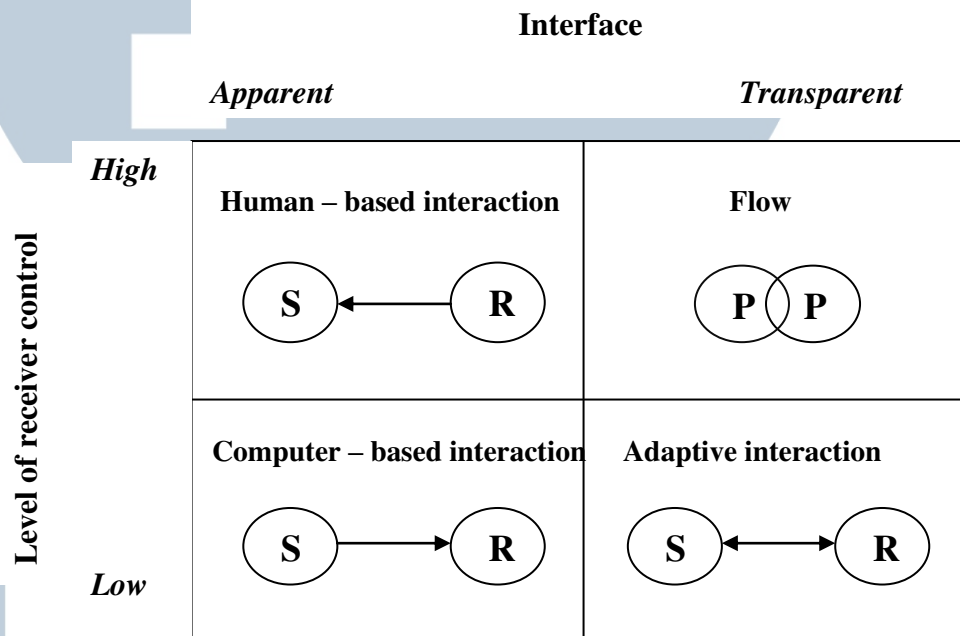 Interface
Apparent Transparent
High
Level of receiver control
Human – based interaction Flow
S R P P
Computer – based interaction Adaptive interaction
S R S R
Low